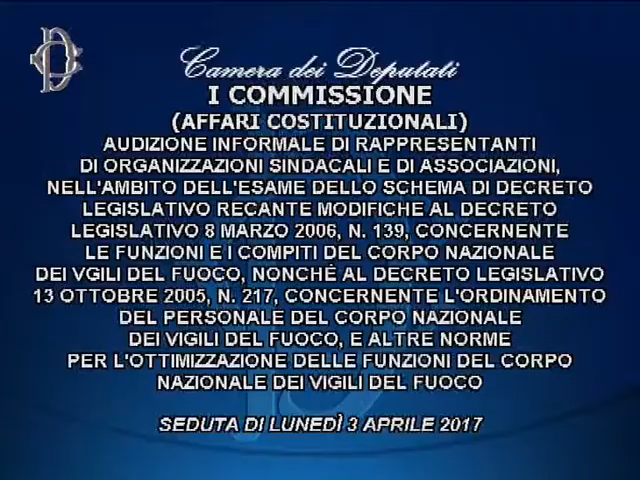 Camera dei Deputati
I COMMISSIONE
(AFFARI COSTITUZIONALI)
AUDIZIONE INFORMALE DI RAPPRESENTANTI
DI ORGANIZZAZIONI SINDACALI E DI ASSOCIAZIONI,
NELL'AMBITO DELL'ESAME DELLO SCHEMA DI DECRETO
LEGISLATIVO RECANTE MODIFICHE AL DECRETO
LEGISLATIVO 8 MARZO 2006, N. 139, CONCERNENTE
LE FUNZIONI E I COMPITI DEL CORPO NAZIONALE
DEI VGILI DEL FUOCO, NONCHÈ AL DECRETO LEGISLATIVO
13 OTTOBRE 2005, N. 217, CONCERNENTE L'ORDINAMENTO
DEL PERSONALE DEL CORPO NAZIONALE
DEI VIGILI DEL FUOCO, E ALTRE NORME
PER L'OTTIMIZZAZIONE DELLE FUNZIONI DEL CORPO
NAZIONALE DEI VIGILI DEL FUOCO
SEDUTA DI LUNEDÌ 3 APRILE 2017